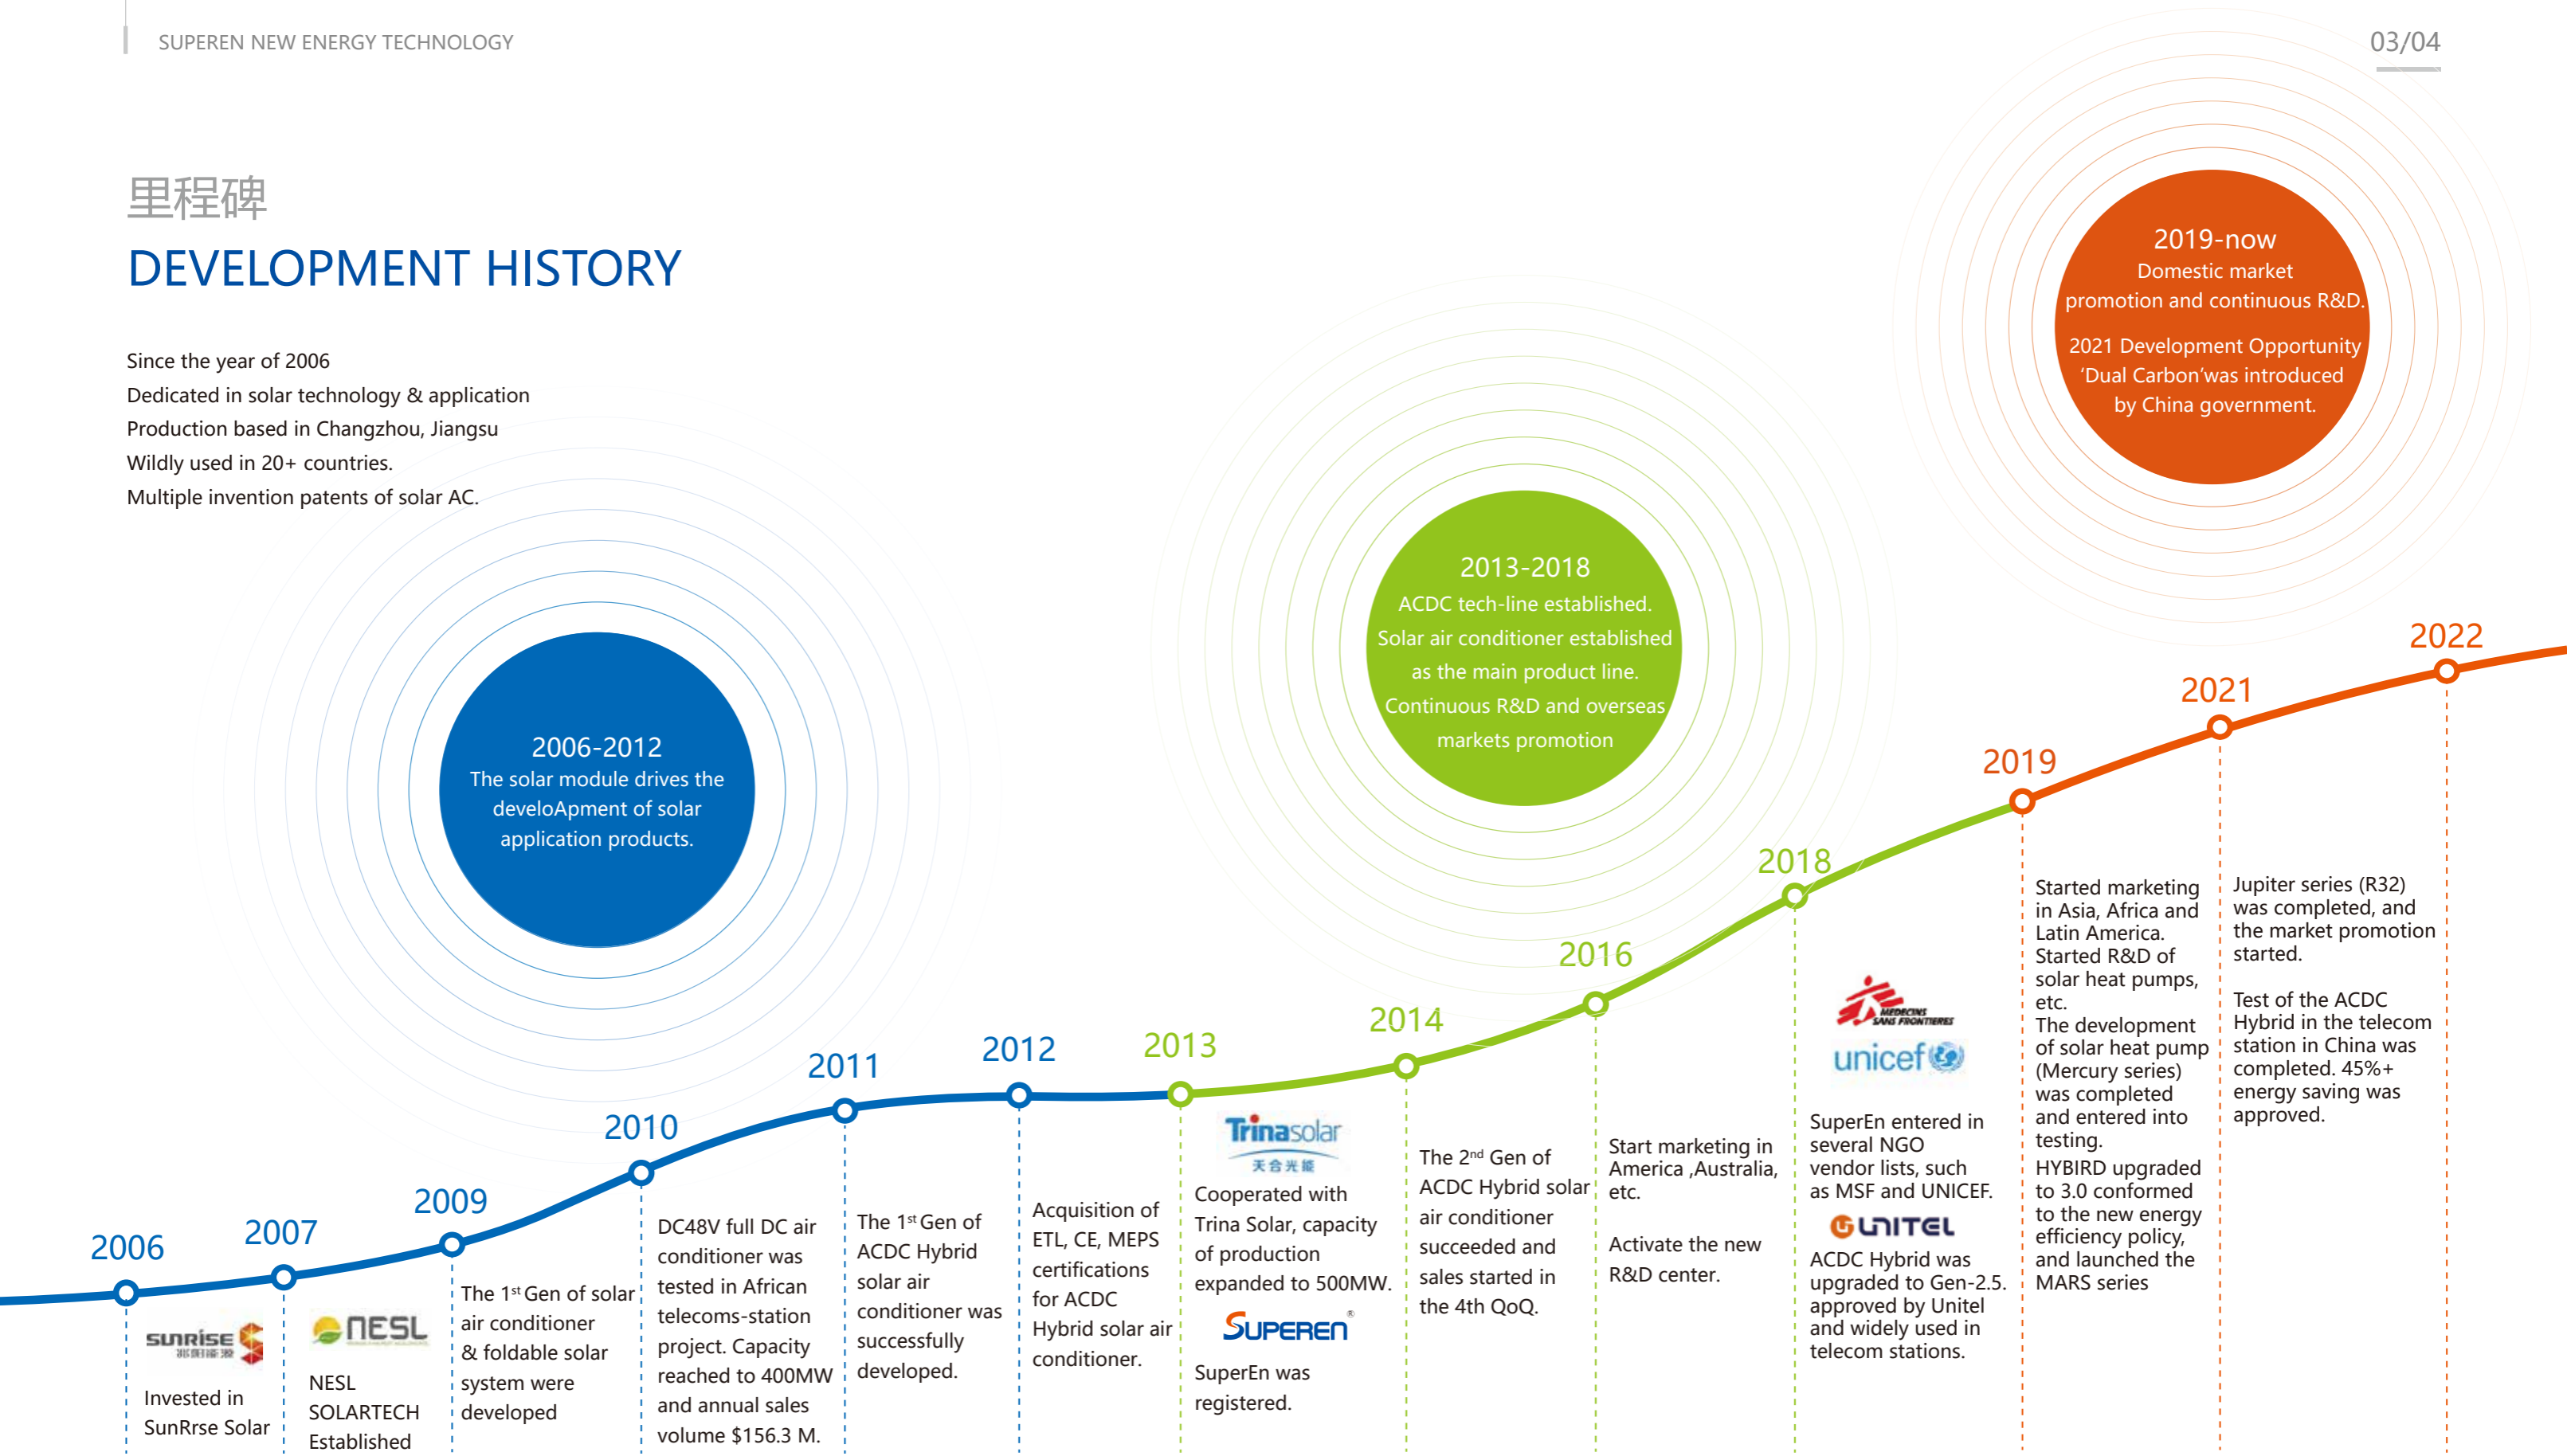 SUPEREN NEW ENERGY TECHNOLOGY
03/04
里程碑
DEVELOPMENT HISTORY
Since the year of 2006
Dedicated in solar technology & application
Production based in Changzhou, Jiangsu
Wildly used in 20+ countries.
Multiple invention patents of solar AC.
2006-2012
The solar module drives the
develoApment of solar
application products.
2013-2018
ACDC tech-line established.
Solar air conditioner established
as the main product line.
Continuous R&D and overseas
markets promotion
2019-now
Domestic market
promotion and continuous R&D.
2021 Development Opportunity
‘Dual Carbon’was introduced
by China government.
2006
sunrise
兆阳能源
Invested in
SunRrse Solar
2007
NESL
NESL
SOLARTECH
Established
2009
The 1st Gen of solar
air conditioner
& foldable solar
system were
developed
2010
DC48V full DC air
conditioner was
tested in African
telecoms-station
project. Capacity
reached to 400MW
and annual sales
volume $156.3 M.
2011
The 1st Gen of
ACDC Hybrid
solar air
conditioner was
successfully
developed.
2012
Acquisition of
ETL, CE, MEPS
certifications
for ACDC
Hybrid solar air
conditioner.
2013
Trinasolar
天合光能
Cooperated with
Trina Solar, capacity
of production
expanded to 500MW.
SUPEREN®
SuperEn was
registered.
2014
The 2nd Gen of
ACDC Hybrid solar
air conditioner
succeeded and
sales started in
the 4th QoQ.
2016
Start marketing in
America ,Australia,
etc.
Activate the new
R&D center.
2018
MEDECINS
SANS FRONTIERES
unicef
SuperEn entered in
several NGO
vendor lists, such
as MSF and UNICEF.
UNITEL
ACDC Hybrid was
upgraded to Gen-2.5.
approved by Unitel
and widely used in
telecom stations.
2019
Started marketing
in Asia, Africa and
Latin America.
Started R&D of
solar heat pumps,
etc.
The development
of solar heat pump
(Mercury series)
was completed
and entered into
testing.
HYBIRD upgraded
to 3.0 conformed
to the new energy
efficiency policy,
and launched the
MARS series
2021
Jupiter series (R32)
was completed, and
the market promotion
started.
Test of the ACDC
Hybrid in the telecom
station in China was
completed. 45%+
energy saving was
approved.
2022